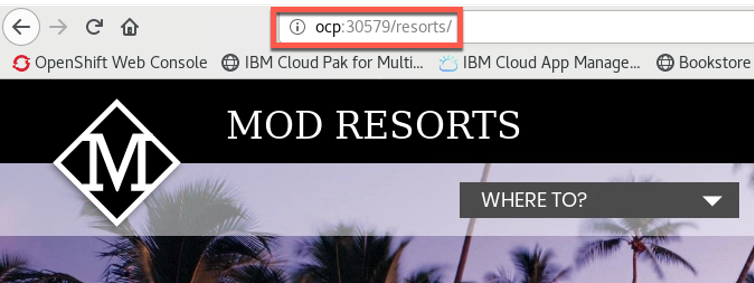 ocp:30579/resorts/
OpenShift Web Console IBM Cloud Pak for Multi... IBM Cloud App Manage... Bookstore
M MOD RESORTS
WHERE TO?